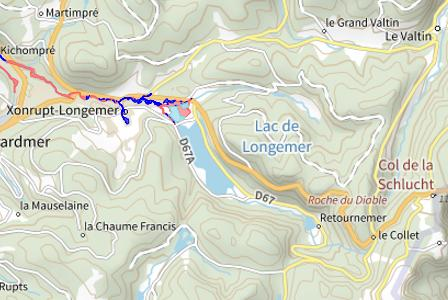 Martimpré
le Grand Valtin
Le Valtin
Kichompré
Xonrupt-Longemer
ardmer
Lac de
Longemer
D67A
Col de la
Schlucht
D67
Roche du Diable
la Mauselaine
Retournemer
la Chaume Francis
le Collet
Rupts